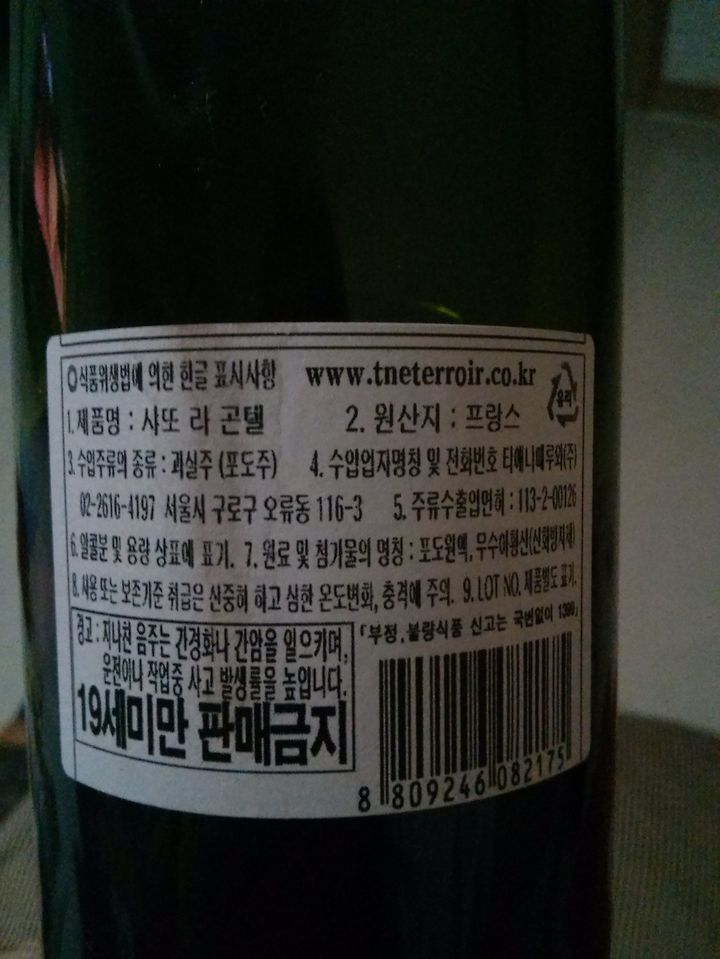 식품위생법에 의한 한글 표시사항 www.tneterroir.co.kr
유리
1. 제품명 : 샤또 라 곤텔 2. 원산지 : 프랑스
3. 수입주류의 종류 : 과실주 (포도주) 4. 수입업자명칭 및 전화번호 티애니떼루와(주)
02-2616-4197 서울시 구로구 오류동 116-3 5. 주류수출입면허 : 113-2-00126
6. 알콜분 및 용량 상표에 표기. 7. 원료 및 첨가물의 명칭 : 포도원액, 무수아황산(산화방지제)
8. 사용 또는 보존기준 취급은 신중히 하고 심한 온도변화, 충격에 주의. 9. LOT NO. 제품별도 표기.
경고 : 지나친 음주는 간경화나 간암을 일으키며,
운전이나 작업중 사고 발생률을 높입니다.
19세미만 판매금지
「부정,불량식품 신고는 국번없이 1399」
8 809246 082175